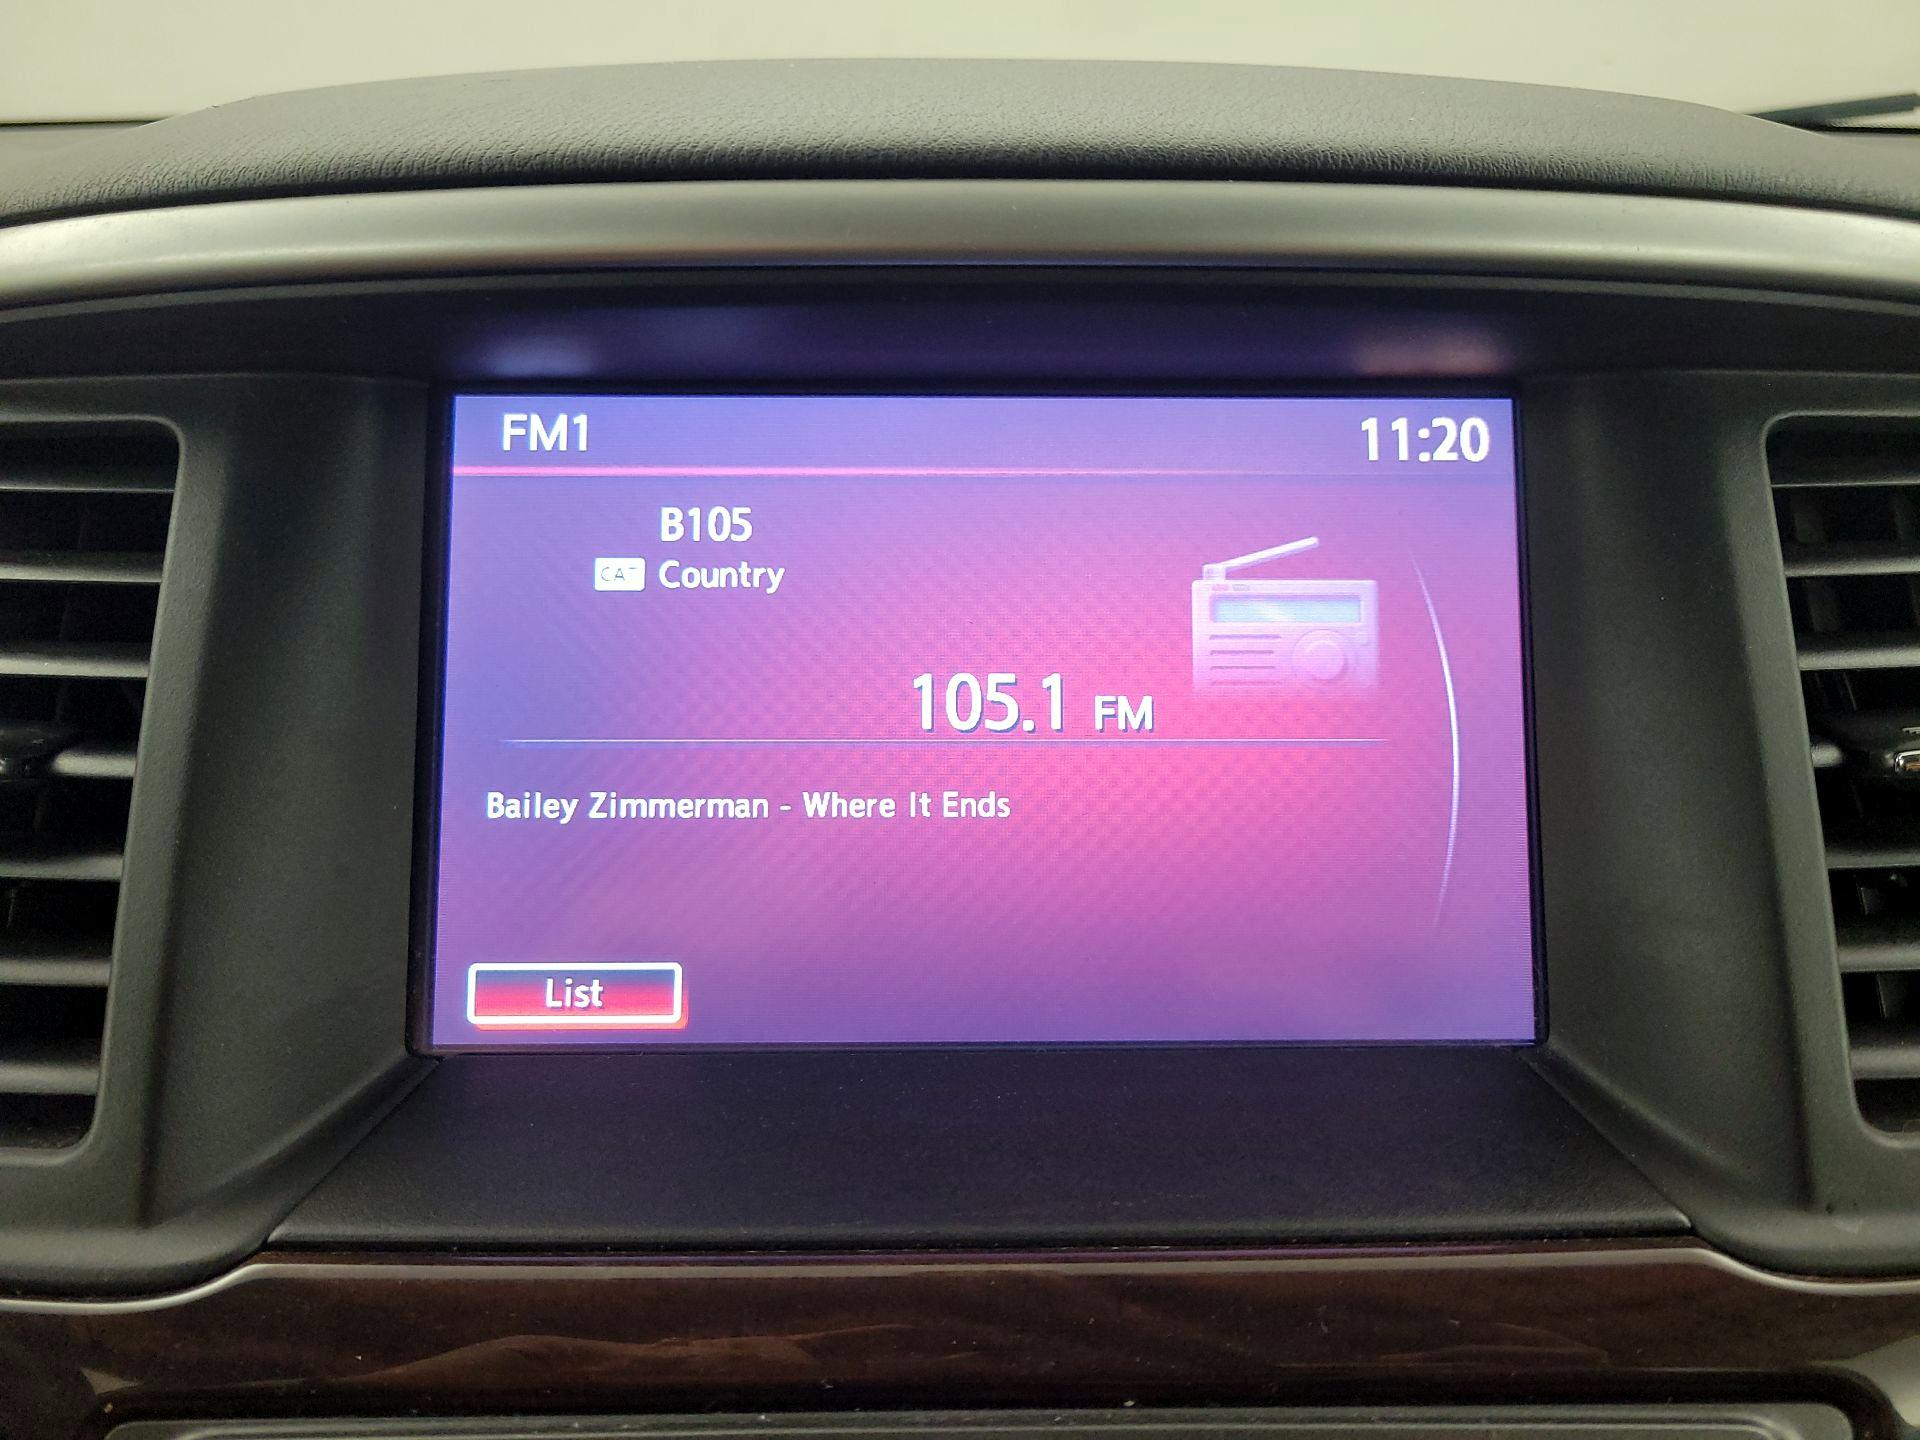 FM1 11:20
B105
CAT Country
105.1 FM
Bailey Zimmerman - Where It Ends
List